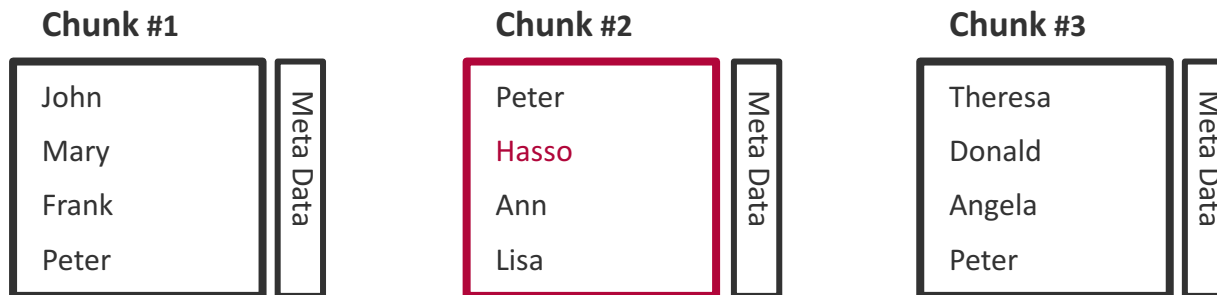 Chunk #1
John
Mary
Frank
Peter
Meta Data
Chunk #2
Peter
Hasso
Ann
Lisa
Meta Data
Chunk #3
Theresa
Donald
Angela
Peter
Meta Data